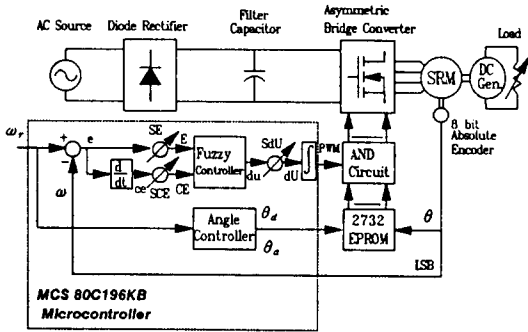 AC Source
Diode Rectifier
Filter
Capacitor
Asymmetric
Bridge Converter
Load
SRM
DC
Gen.
8 bit
Absolute
Encoder
ωr
+
e
SE
E
Fuzzy
Controller
SdU
∫
PWM
AND
Circuit
−
d
dt
ce
SCE
CE
du
dU
ω
Angle
Controller
θd
θa
2732
EPROM
θ
LSB
MCS 80C196KB
Microcontroller